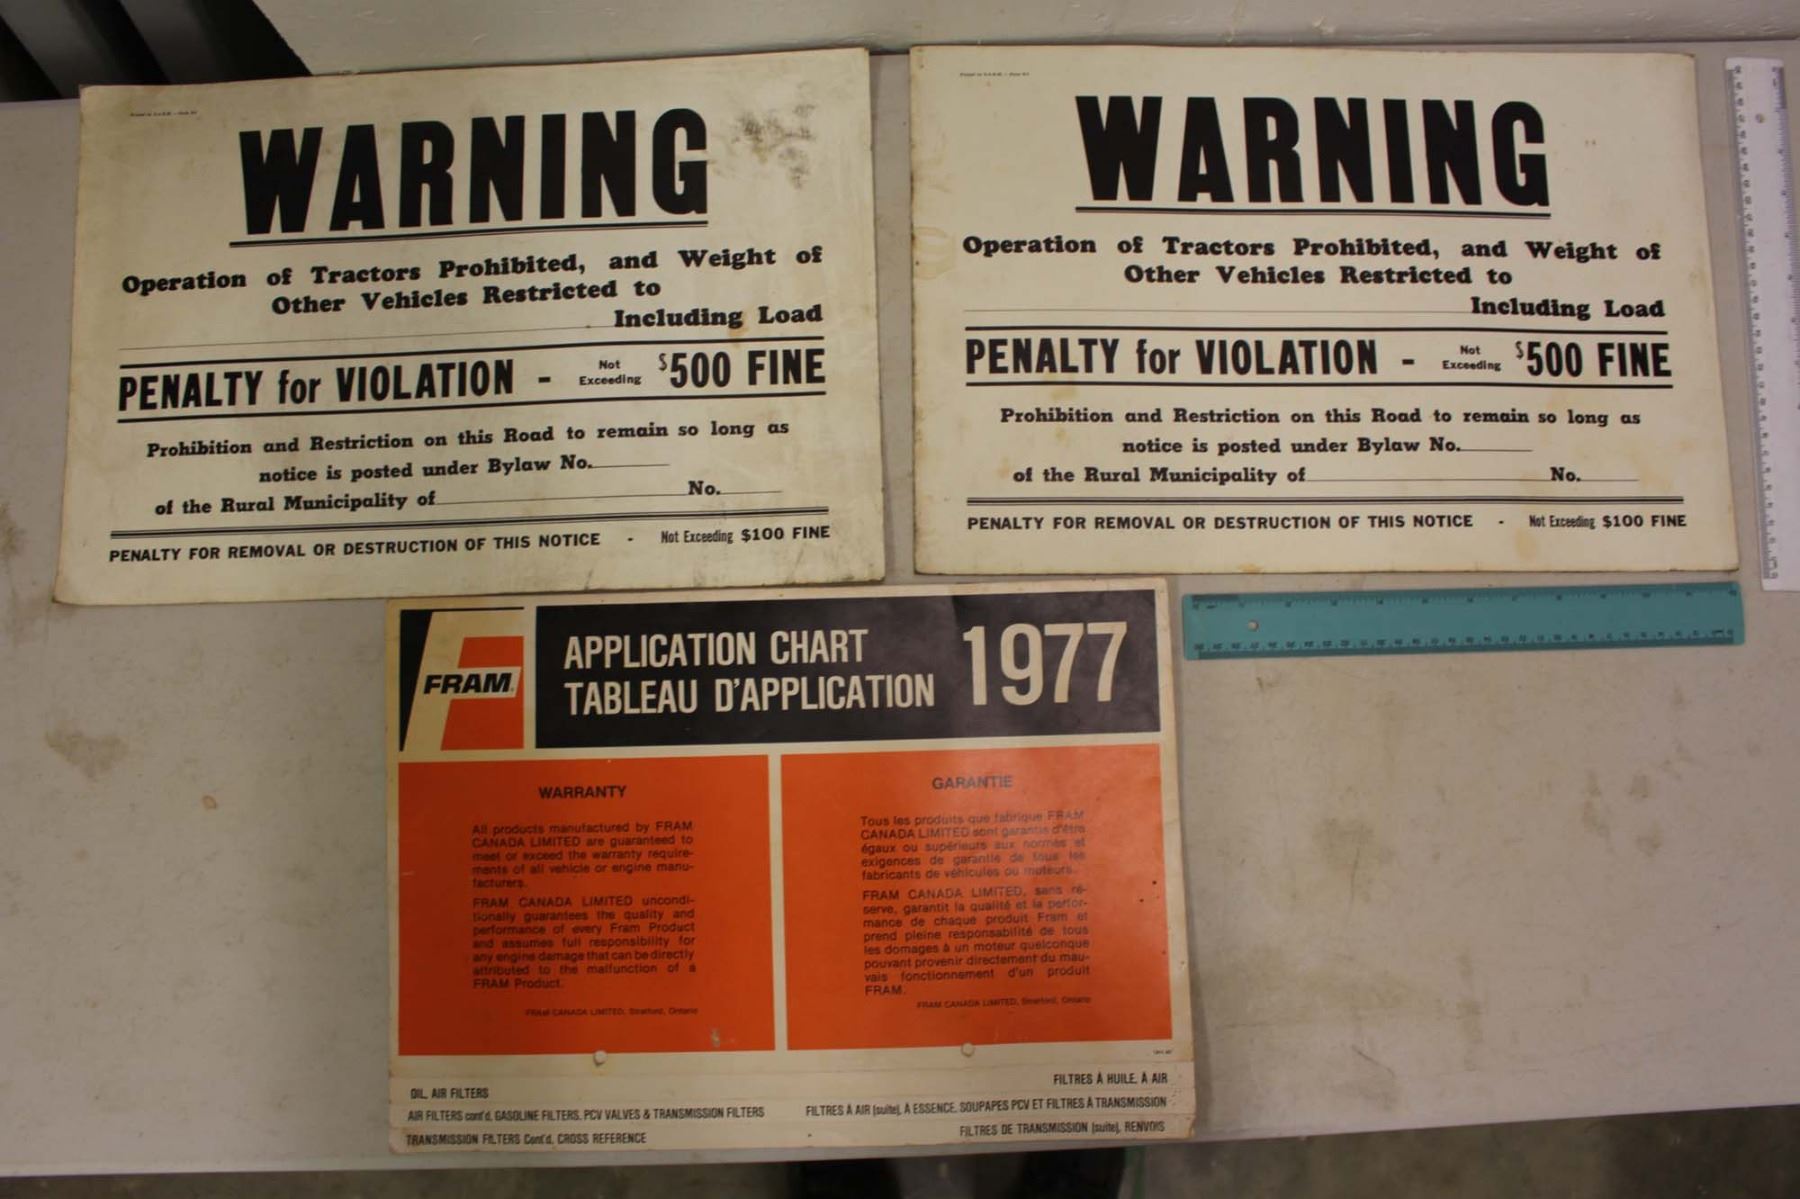 WARNING
Operation of Tractors Prohibited, and Weight of
Other Vehicles Restricted to
Including Load
PENALTY for VIOLATION - Not Exceeding $500 FINE
Prohibition and Restriction on this Road to remain so long as
notice is posted under Bylaw No.
of the Rural Municipality of No.
PENALTY FOR REMOVAL OR DESTRUCTION OF THIS NOTICE - Not Exceeding $100 FINE
WARNING
Operation of Tractors Prohibited, and Weight of
Other Vehicles Restricted to
Including Load
PENALTY for VIOLATION - Not Exceeding $500 FINE
Prohibition and Restriction on this Road to remain so long as
notice is posted under Bylaw No.
of the Rural Municipality of No.
PENALTY FOR REMOVAL OR DESTRUCTION OF THIS NOTICE - Not Exceeding $100 FINE
FRAM
APPLICATION CHART
TABLEAU D'APPLICATION
1977
WARRANTY
All products manufactured by FRAM
CANADA LIMITED are guaranteed to
meet or exceed the warranty require-
ments of all vehicle or engine manu-
facturers.
FRAM CANADA LIMITED uncondi-
tionally guarantees the quality and
performance of every Fram Product
and assumes full responsibility for
any engine damage that can be directly
attributed to the malfunction of a
FRAM Product.
FRAM CANADA LIMITED, Stratford, Ontario
GARANTIE
Tous les produits que fabrique FRAM
CANADA LIMITED sont garantis d'être
égaux ou supérieurs aux normes et
exigences de garantie de tous les
fabricants de véhicules ou moteurs.
FRAM CANADA LIMITED, sans ré-
serve, garantit la qualité et la perfor-
mance de chaque produit Fram et
prend pleine responsabilité de tous
les domages à un moteur quelconque
pouvant provenir directement du mau-
vais fonctionnement d'un produit
FRAM.
FRAM CANADA LIMITED, Stratford, Ontario
OIL, AIR FILTERS
AIR FILTERS cont'd, GASOLINE FILTERS, PCV VALVES & TRANSMISSION FILTERS
TRANSMISSION FILTERS Cont'd, CROSS REFERENCE
FILTRES À HUILE, À AIR
FILTRES À AIR (suite), À ESSENCE, SOUPAPES PCV ET FILTRES À TRANSMISSION
FILTRES DE TRANSMISSION (suite), RENVOIS